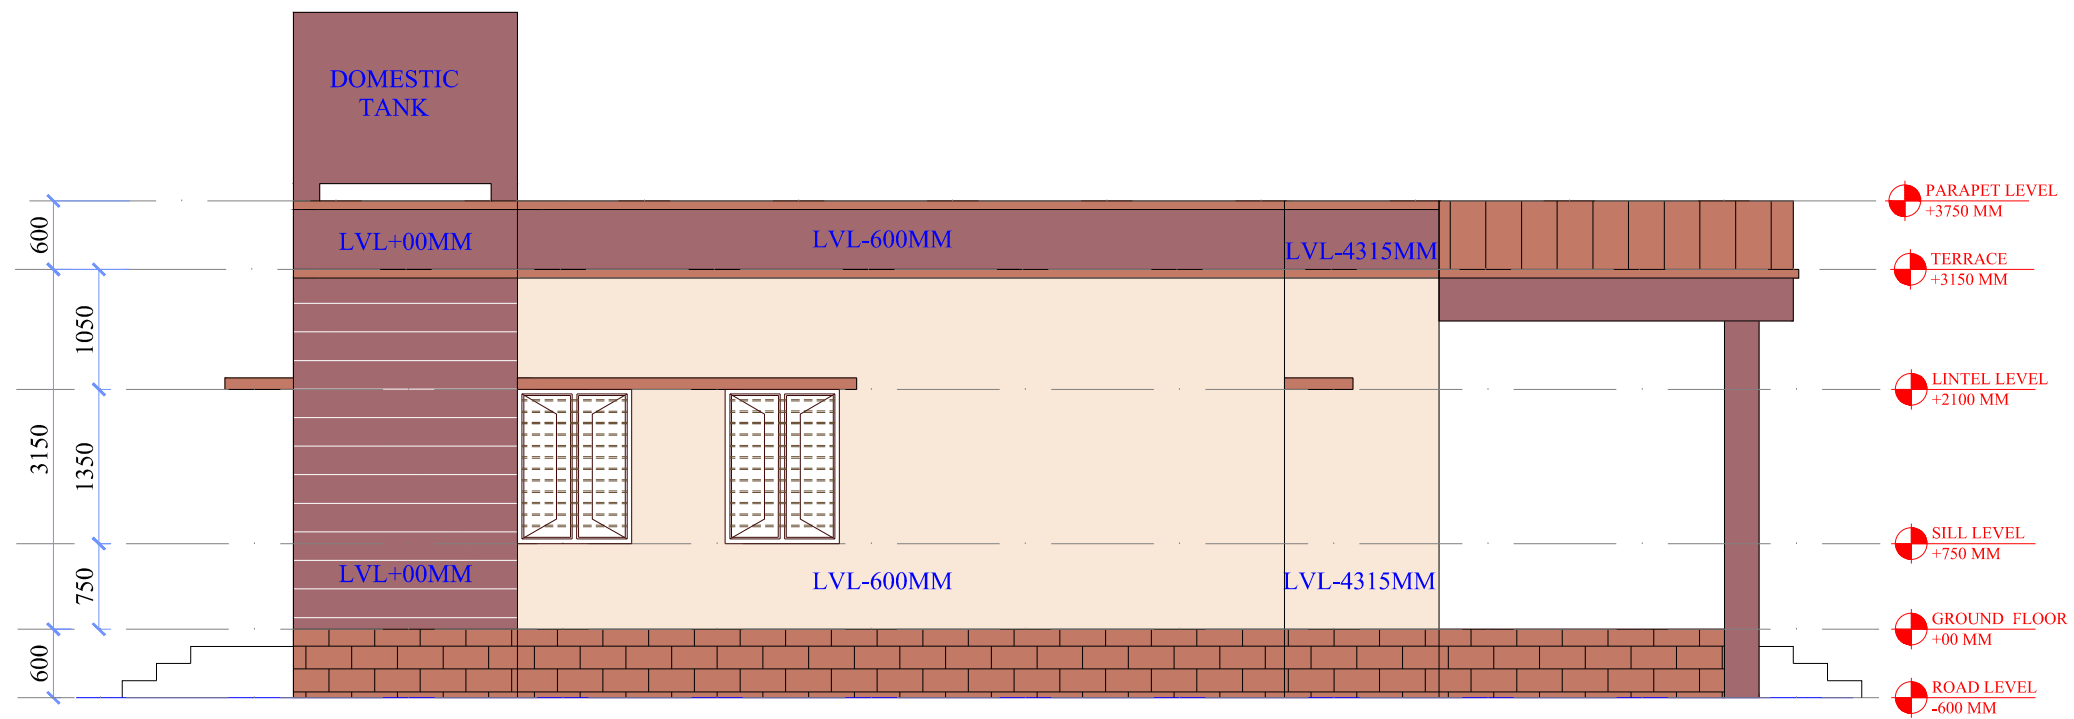 DOMESTIC
TANK
PARAPET LEVEL
+3750 MM
600
LVL+00MM
LVL-600MM
LVL-4315MM
TERRACE
+3150 MM
1050
LINTEL LEVEL
+2100 MM
3150
1350
SILL LEVEL
+750 MM
750
LVL+00MM
LVL-600MM
LVL-4315MM
GROUND FLOOR
+00 MM
600
ROAD LEVEL
-600 MM